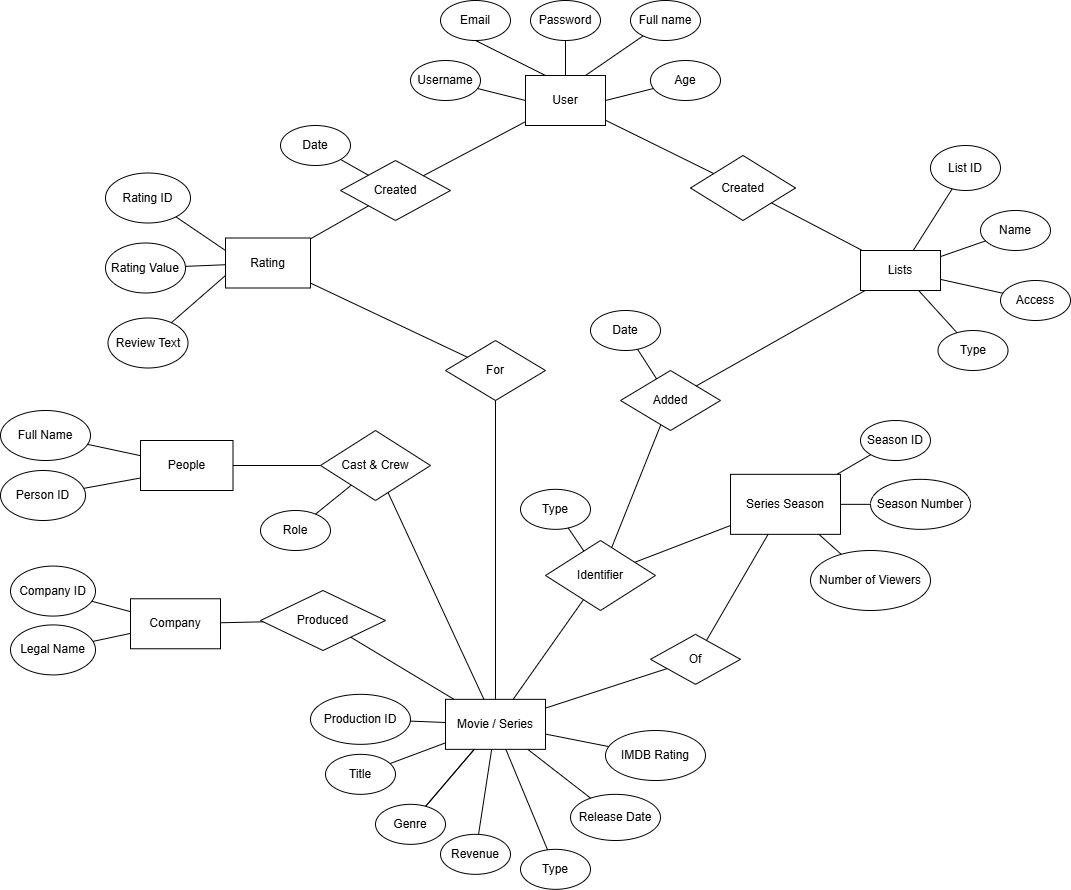 Email
Password
Full name
Username
User
Age
Date
Created
Created
List ID
Rating ID
Name
Rating
Rating Value
Lists
Access
Review Text
Date
Type
For
Added
Full Name
People
Cast & Crew
Season ID
Person ID
Type
Series Season
Season Number
Role
Identifier
Number of Viewers
Company ID
Company
Produced
Legal Name
Of
Production ID
Movie / Series
IMDB Rating
Title
Genre
Release Date
Revenue
Type